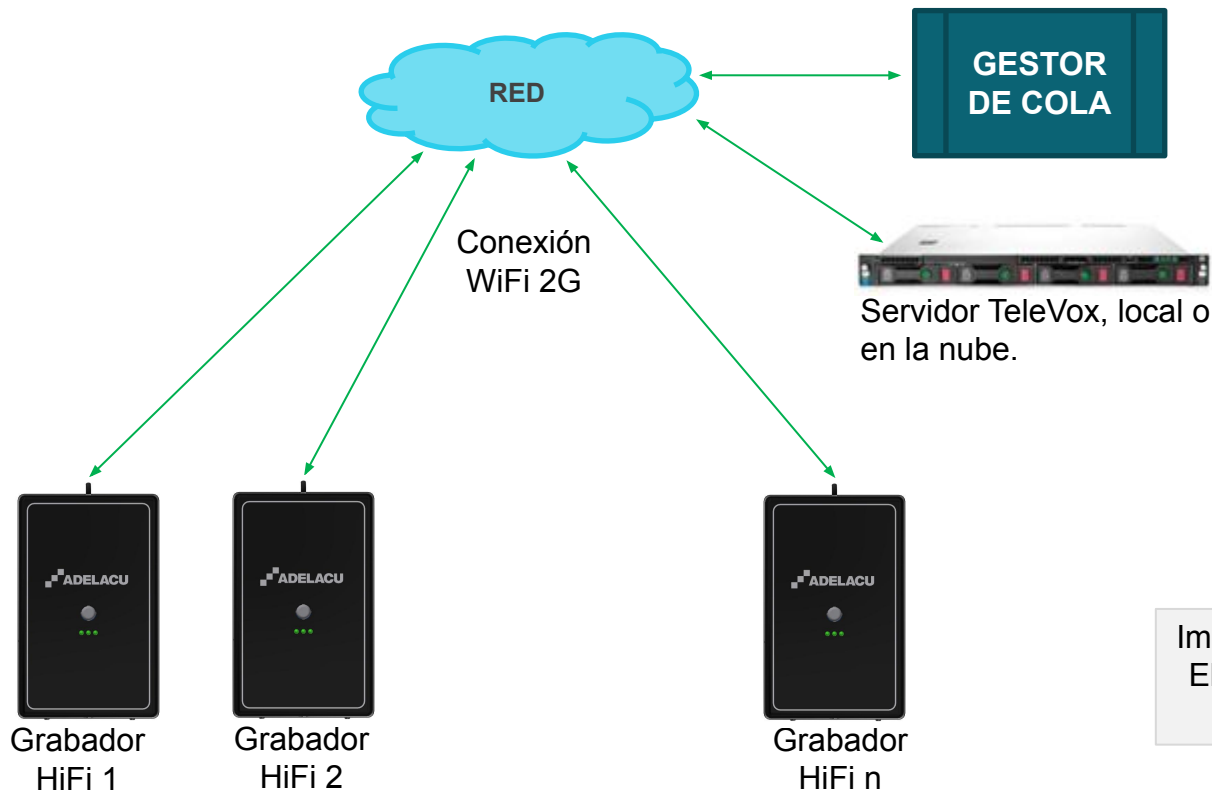 RED
GESTOR
DE COLA
Conexión
WiFi 2G
Servidor TeleVox, local o
en la nube.
ADELACU
ADELACU
ADELACU
Grabador
HiFi 1
Grabador
HiFi 2
Grabador
HiFi n